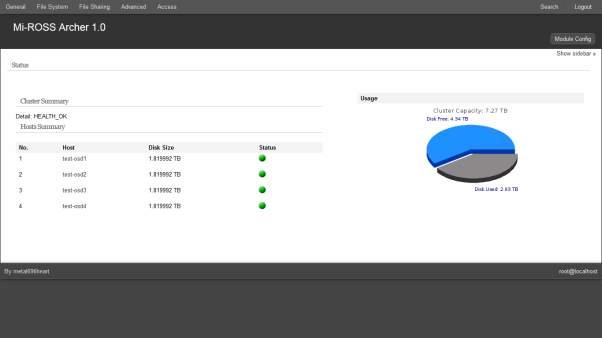 General File System File Sharing Advanced Access Search Logout
Mi-ROSS Archer 1.0
Module Config
Show sidebar »
Status
Cluster Summary
Detail: HEALTH_OK
Hosts Summary
No. Host Disk Size Status
1 test-osd1 1.819992 TB
2 test-osd2 1.819992 TB
3 test-osd3 1.819992 TB
4 test-osd4 1.819992 TB
Usage
Cluster Capacity: 7.27 TB
Disk Free: 4.34 TB
Disk Used: 2.93 TB
By metal696heart root@localhost